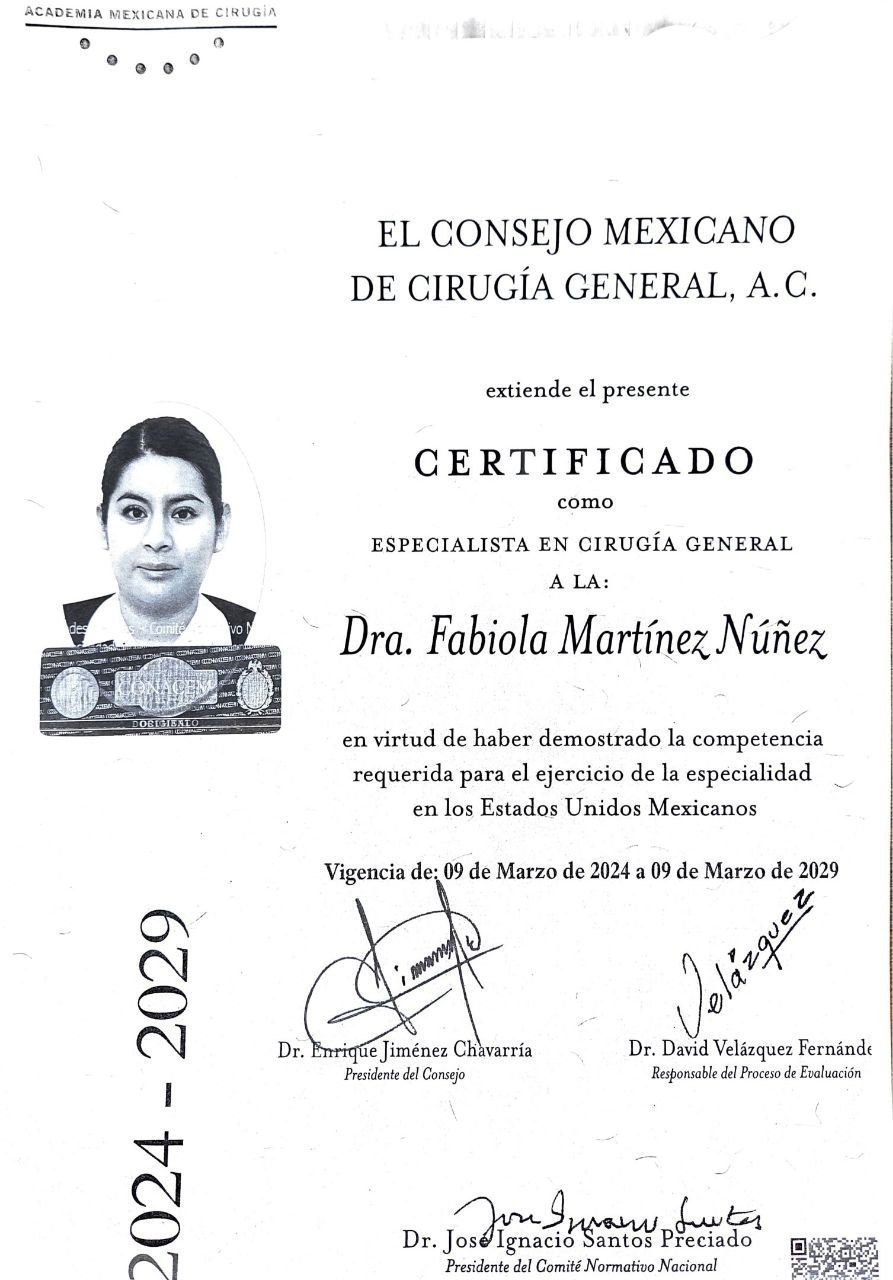 ACADEMIA MEXICANA DE CIRUGÍA
EL CONSEJO MEXICANO
DE CIRUGÍA GENERAL, A.C.
extiende el presente
CERTIFICADO
como
ESPECIALISTA EN CIRUGÍA GENERAL
A LA:
Dra. Fabiola Martínez Núñez
CONACEM
en virtud de haber demostrado la competencia
requerida para el ejercicio de la especialidad
en los Estados Unidos Mexicanos
Vigencia de: 09 de Marzo de 2024 a 09 de Marzo de 2029
2024 - 2029
Velázquez
Dr. Enrique Jiménez Chavarría
Presidente del Consejo
Dr. David Velázquez Fernánde
Responsable del Proceso de Evaluación
Dr. José Ignacio Santos Preciado
Presidente del Comité Normativo Nacional